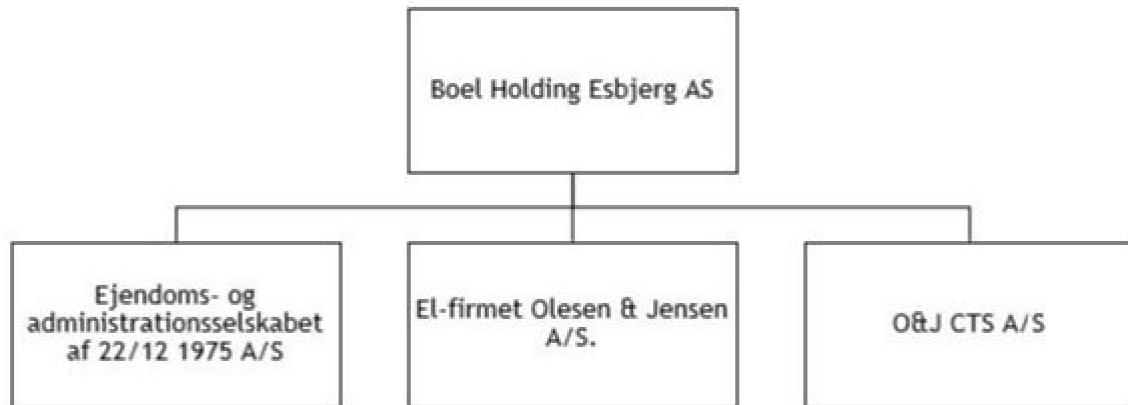 Boel Holding Esbjerg AS
Ejendoms- og
administrationsselskabet
af 22/12 1975 A/S
El-firmet Olesen & Jensen
A/S.
O&J CTS A/S